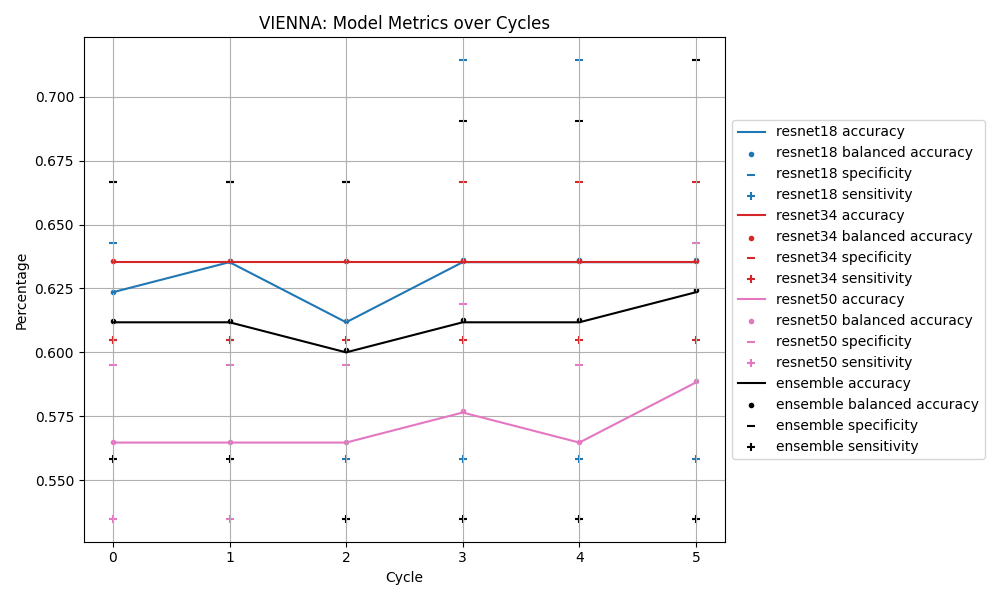 VIENNA: Model Metrics over Cycles
0.700
0.675
0.650
0.625
0.600
0.575
0.550
Percentage
0 1 2 3 4 5
Cycle
resnet18 accuracy
resnet18 balanced accuracy
resnet18 specificity
resnet18 sensitivity
resnet34 accuracy
resnet34 balanced accuracy
resnet34 specificity
resnet34 sensitivity
resnet50 accuracy
resnet50 balanced accuracy
resnet50 specificity
resnet50 sensitivity
ensemble accuracy
ensemble balanced accuracy
ensemble specificity
ensemble sensitivity